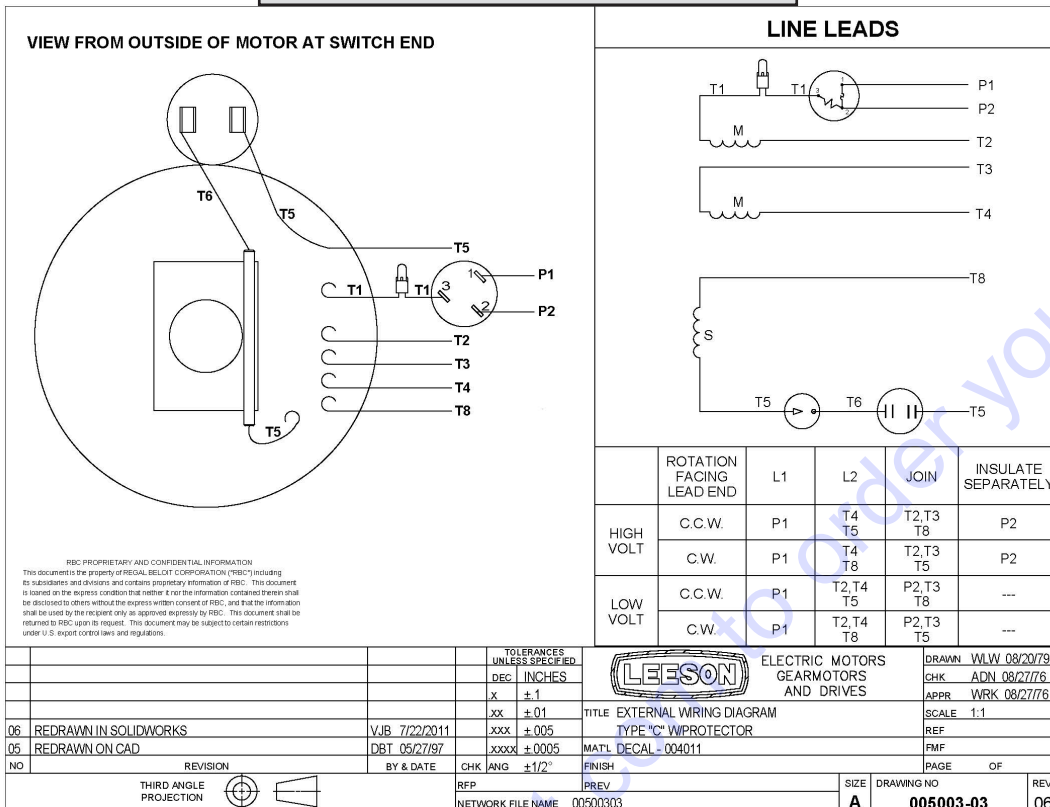 VIEW FROM OUTSIDE OF MOTOR AT SWITCH END
T6
T5
T5
T1
T1
1
3
2
P1
P2
T2
T3
T4
T8
T5
LINE LEADS
T1
T1
3
1
2
P1
P2
M
T2
T3
M
T4
T8
S
T5
T6
T5
ROTATION FACING LEAD END L1 L2 JOIN INSULATE SEPARATELY
HIGH VOLT C.C.W. P1 T4 T5 T2,T3 T8 P2
C.W. P1 T4 T8 T2,T3 T5 P2
LOW VOLT C.C.W. P1 T2,T4 T5 P2,T3 T8 ---
C.W. P1 T2,T4 T8 P2,T3 T5 ---
RBC PROPRIETARY AND CONFIDENTIAL INFORMATION
This document is the property of REGAL BELOIT CORPORATION ("RBC") including
its subsidiaries and divisions and contains proprietary information of RBC. This document
is loaned on the express condition that neither it nor the information contained therein shall
be disclosed to others without the express written consent of RBC, and that the information
shall be used by the recipient only as approved expressly by RBC. This document shall be
returned to RBC upon its request. This document may be subject to certain restrictions
under U.S. export control laws and regulations.
TOLERANCES
UNLESS SPECIFIED
DEC INCHES
.X ±.1
.XX ±.01
.XXX ±.005
.XXXX ±.0005
CHK ANG ±1/2°
06 REDRAWN IN SOLIDWORKS VJB 7/22/2011
05 REDRAWN ON CAD DBT 05/27/97
NO REVISION BY & DATE
LEESON
ELECTRIC MOTORS
GEARMOTORS
AND DRIVES
TITLE EXTERNAL WIRING DIAGRAM
TYPE "C" W/PROTECTOR
MAT'L DECAL - 004011
FINISH
DRAWN WLW 08/20/79
CHK ADN 08/27/76
APPR WRK 08/27/76
SCALE 1:1
REF
FMF
PAGE OF
THIRD ANGLE
PROJECTION
RFP PREV
NETWORK FILE NAME 00500303
SIZE A
DRAWING NO 005003-03
REV 06
com to order you